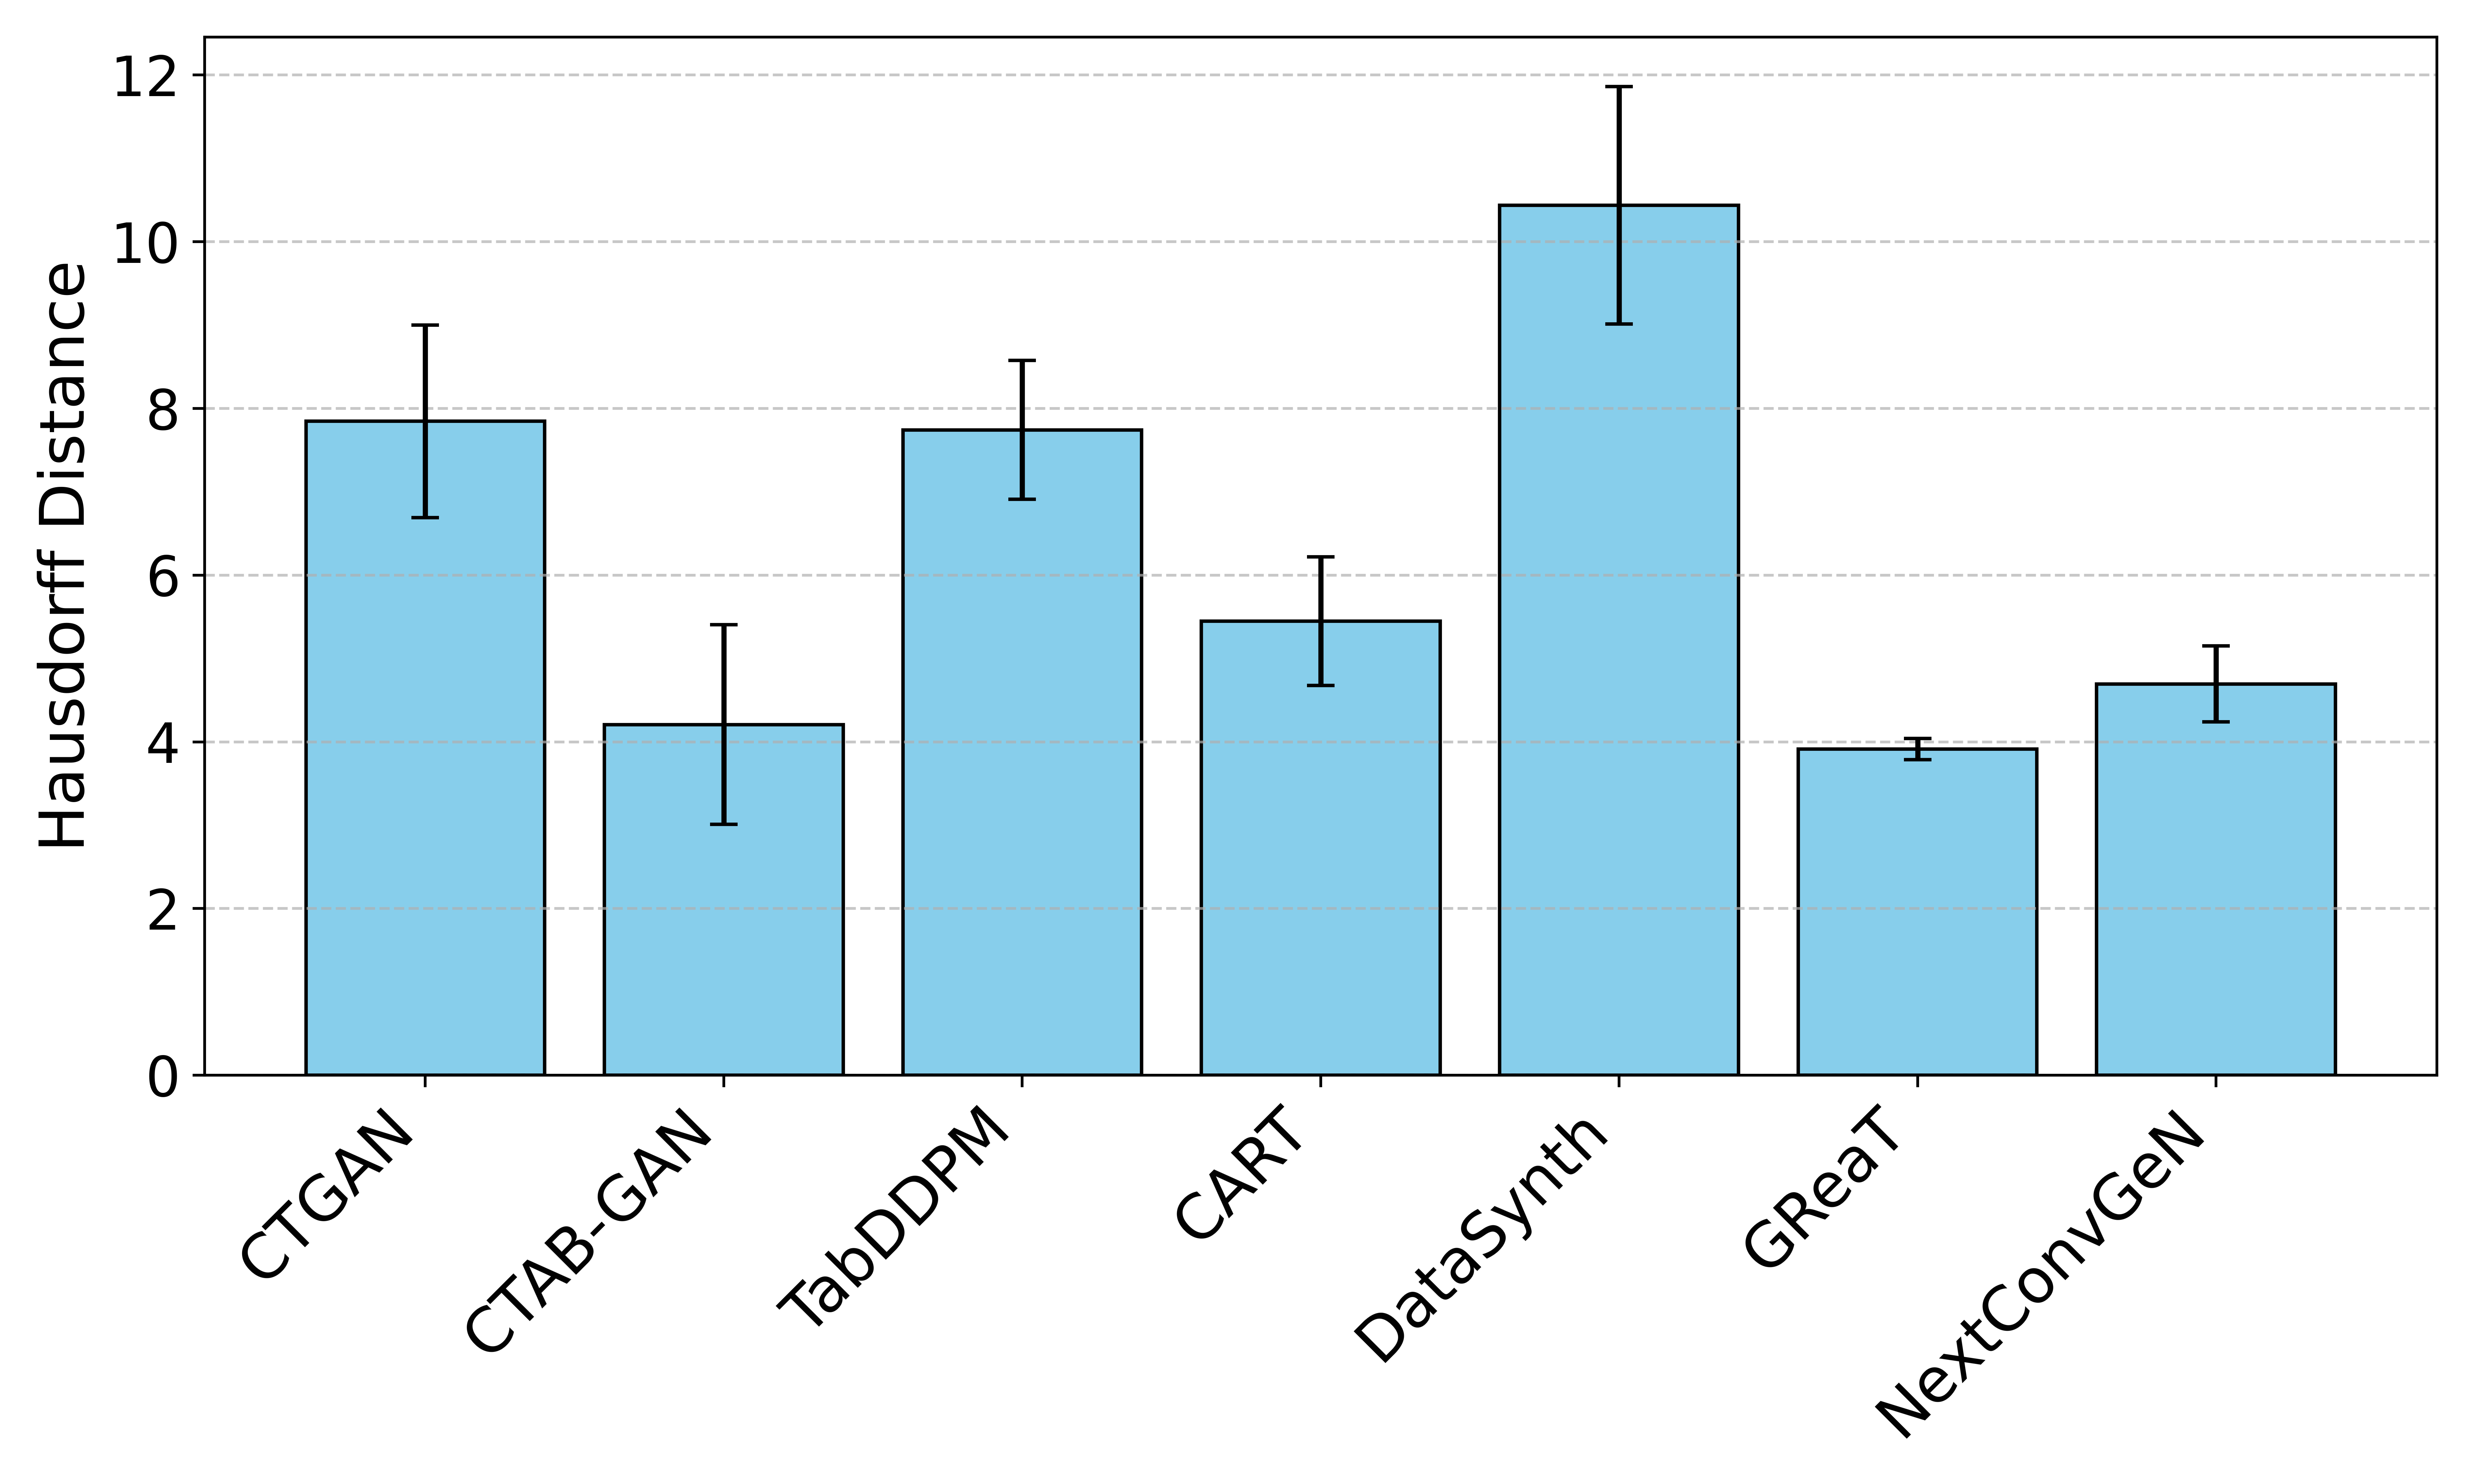 Hausdorff Distance
12
10
8
6
4
2
0
CTGAN
CTAB-GAN
TabDDPM
CART
DataSynth
GReaT
NextConvGeN